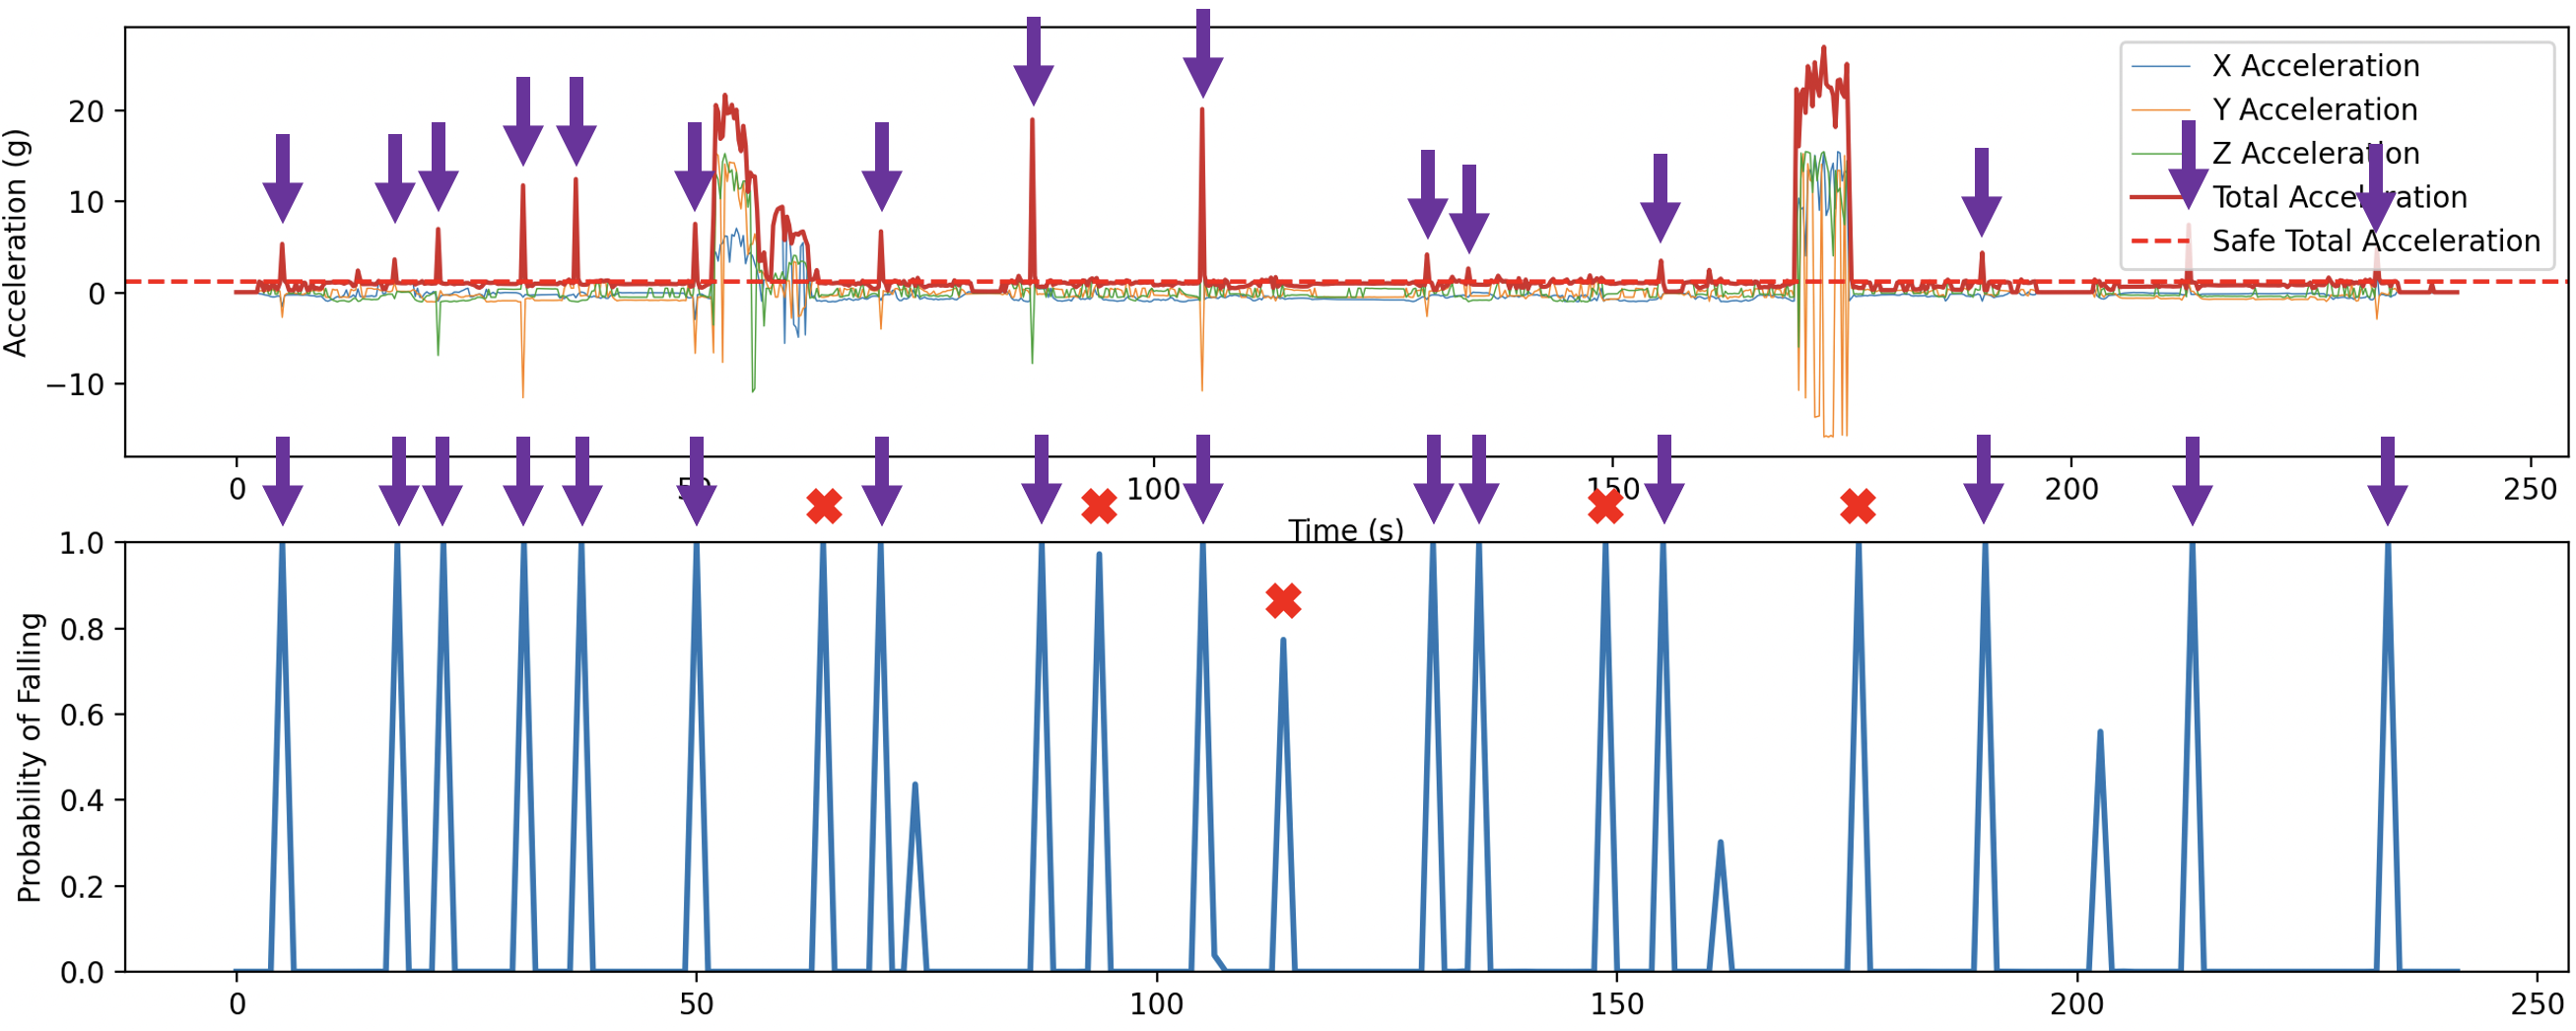 Acceleration (g)
20
10
0
−10
X Acceleration
Y Acceleration
Z Acceleration
Total Acceleration
Safe Total Acceleration
0 50 100 150 200 250
Time (s)
Probability of Falling
1.0
0.8
0.6
0.4
0.2
0.0
0 50 100 150 200 250